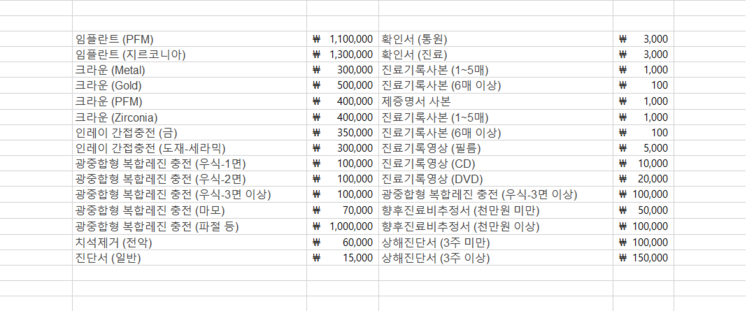 임플란트 (PFM) ₩ 1,100,000 확인서 (통원) ₩ 3,000
임플란트 (지르코니아) ₩ 1,300,000 확인서 (진료) ₩ 3,000
크라운 (Metal) ₩ 300,000 진료기록사본 (1~5매) ₩ 1,000
크라운 (Gold) ₩ 500,000 진료기록사본 (6매 이상) ₩ 100
크라운 (PFM) ₩ 400,000 제증명서 사본 ₩ 1,000
크라운 (Zirconia) ₩ 400,000 진료기록사본 (1~5매) ₩ 1,000
인레이 간접충전 (금) ₩ 350,000 진료기록사본 (6매 이상) ₩ 100
인레이 간접충전 (도재-세라믹) ₩ 300,000 진료기록영상 (필름) ₩ 5,000
광중합형 복합레진 충전 (우식-1면) ₩ 100,000 진료기록영상 (CD) ₩ 10,000
광중합형 복합레진 충전 (우식-2면) ₩ 100,000 진료기록영상 (DVD) ₩ 20,000
광중합형 복합레진 충전 (우식-3면 이상) ₩ 100,000 광중합형 복합레진 충전 (우식-3면 이상) ₩ 100,000
광중합형 복합레진 충전 (마모) ₩ 70,000 향후진료비추정서 (천만원 미만) ₩ 50,000
광중합형 복합레진 충전 (파절 등) ₩ 1,000,000 향후진료비추정서 (천만원 이상) ₩ 100,000
치석제거 (전악) ₩ 60,000 상해진단서 (3주 미만) ₩ 100,000
진단서 (일반) ₩ 15,000 상해진단서 (3주 이상) ₩ 150,000